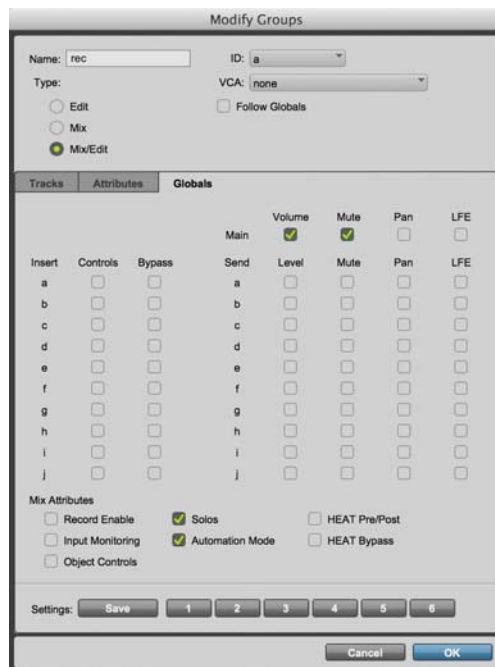 Modify Groups
Name: rec ID: a
Type: VCA: none
Edit Follow Globals
Mix
Mix/Edit
Tracks Attributes Globals
Volume Mute Pan LFE
Main
Insert Controls Bypass Send Level Mute Pan LFE
a a
b b
c c
d d
e e
f f
g g
h h
i i
j j
Mix Attributes
Record Enable Solos HEAT Pre/Post
Input Monitoring Automation Mode HEAT Bypass
Object Controls
Settings: Save 1 2 3 4 5 6
Cancel OK